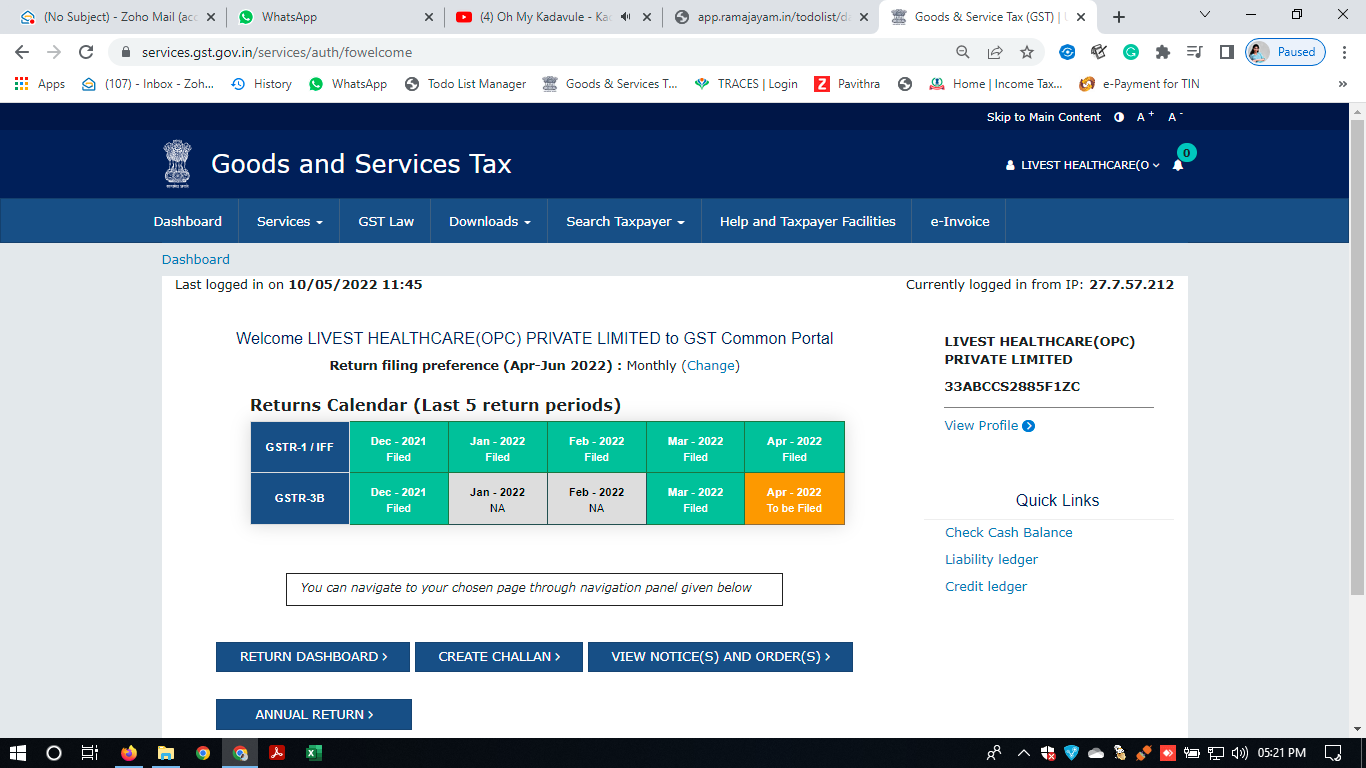 (No Subject) - Zoho Mail (acc
WhatsApp
(4) Oh My Kadavule - Kad
app.ramajayam.in/todolist/da
Goods & Service Tax (GST) | U
services.gst.gov.in/services/auth/fowelcome
Paused
Apps
(107) - Inbox - Zoh...
History
WhatsApp
Todo List Manager
Goods & Services T...
TRACES | Login
Pavithra
Home | Income Tax...
e-Payment for TIN
Skip to Main Content
A +
A -
Goods and Services Tax
LIVEST HEALTHCARE(O
0
Dashboard
Services
GST Law
Downloads
Search Taxpayer
Help and Taxpayer Facilities
e-Invoice
Dashboard
Last logged in on 10/05/2022 11:45
Currently logged in from IP: 27.7.57.212
Welcome LIVEST HEALTHCARE(OPC) PRIVATE LIMITED to GST Common Portal
Return filing preference (Apr-Jun 2022) : Monthly (Change)
Returns Calendar (Last 5 return periods)
GSTR-1 / IFF
Dec - 2021
Filed
Jan - 2022
Filed
Feb - 2022
Filed
Mar - 2022
Filed
Apr - 2022
Filed
GSTR-3B
Dec - 2021
Filed
Jan - 2022
NA
Feb - 2022
NA
Mar - 2022
Filed
Apr - 2022
To be Filed
You can navigate to your chosen page through navigation panel given below
RETURN DASHBOARD
CREATE CHALLAN
VIEW NOTICE(S) AND ORDER(S)
ANNUAL RETURN
LIVEST HEALTHCARE(OPC)
PRIVATE LIMITED
33ABCCS2885F1ZC
View Profile
Quick Links
Check Cash Balance
Liability ledger
Credit ledger
05:21 PM